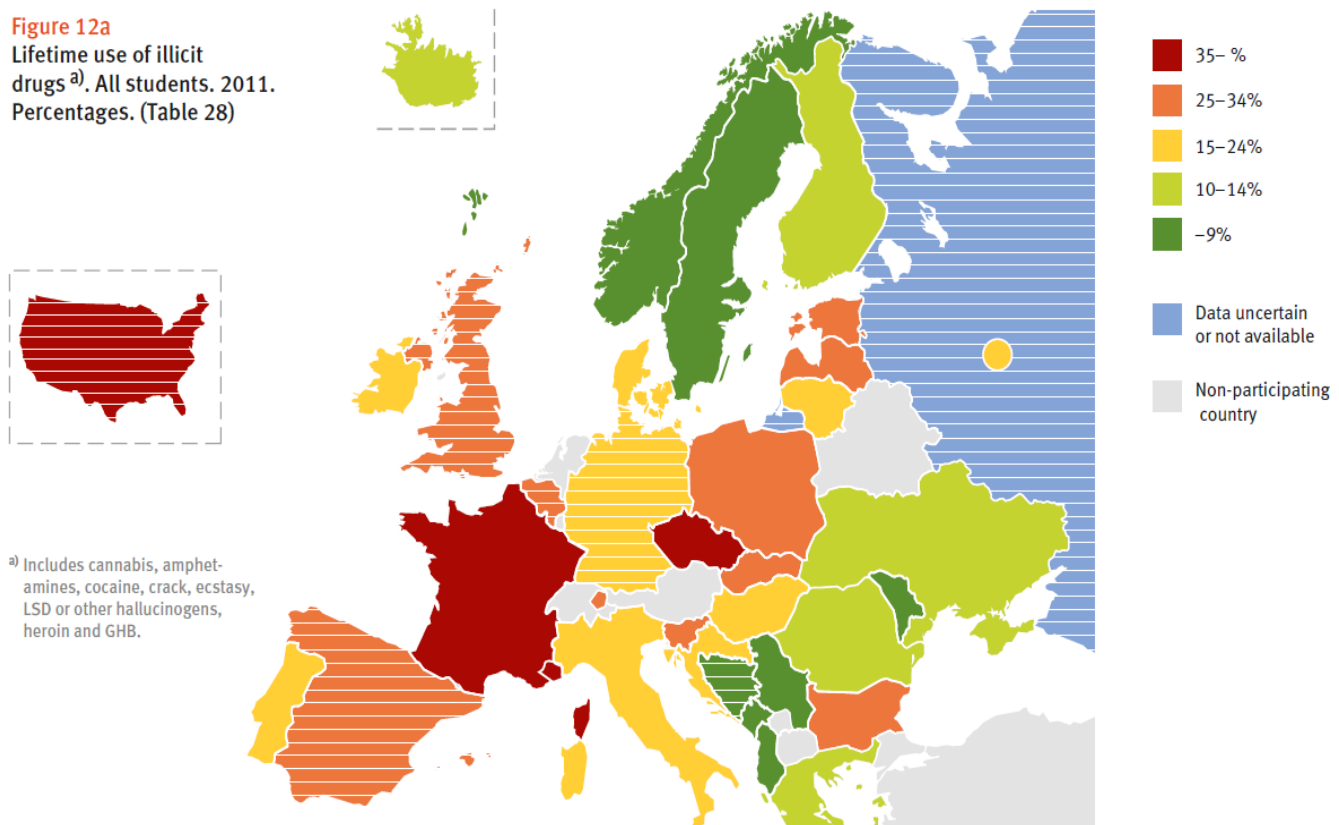 Figure 12a
Lifetime use of illicit
drugs a). All students. 2011.
Percentages. (Table 28)
35– %
25–34%
15–24%
10–14%
–9%
Data uncertain
or not available
Non-participating
country
a) Includes cannabis, amphet-
amines, cocaine, crack, ecstasy,
LSD or other hallucinogens,
heroin and GHB.